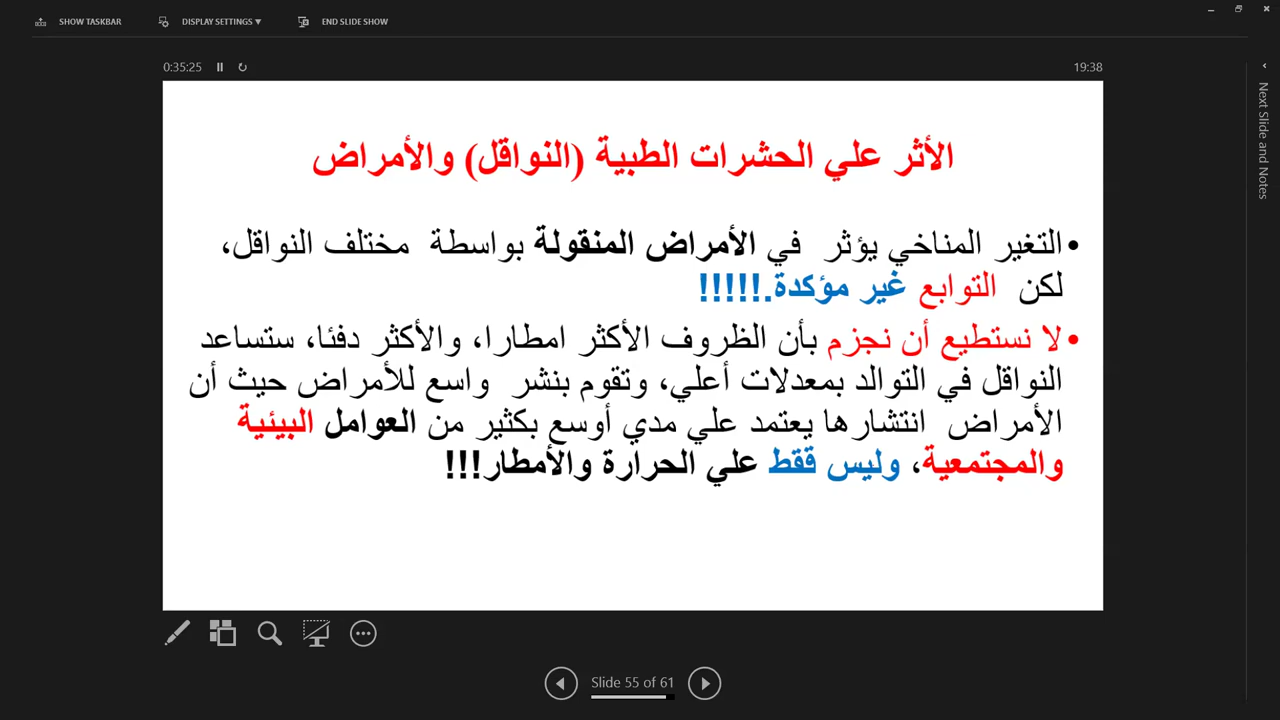 SHOW TASKBAR
DISPLAY SETTINGS ▼
END SLIDE SHOW
0:35:25
19:38
Next Slide and Notes
الأثر علي الحشرات الطبية (النواقل) والأمراض
• التغير المناخي يؤثر في الأمراض المنقولة بواسطة مختلف النواقل،
لكن التوابع غير مؤكدة.!!!!!
• لا نستطيع أن نجزم بأن الظروف الأكثر امطارا، والأكثر دفئا، ستساعد
النواقل في التوالد بمعدلات أعلي، وتقوم بنشر واسع للأمراض حيث أن
الأمراض انتشارها يعتمد علي مدي أوسع بكثير من العوامل البيئية
والمجتمعية، وليس ققط علي الحرارة والأمطار!!!
Slide 55 of 61